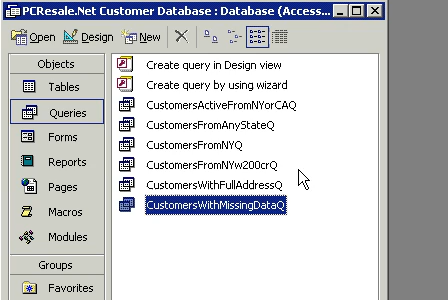 PCResale.Net Customer Database : Database (Access...
Open Design New
Objects
Tables
Queries
Forms
Reports
Pages
Macros
Modules
Groups
Favorites
Create query in Design view
Create query by using wizard
CustomersActiveFromNYorCAQ
CustomersFromAnyStateQ
CustomersFromNYQ
CustomersFromNYw200crQ
CustomersWithFullAddressQ
CustomersWithMissingDataQ